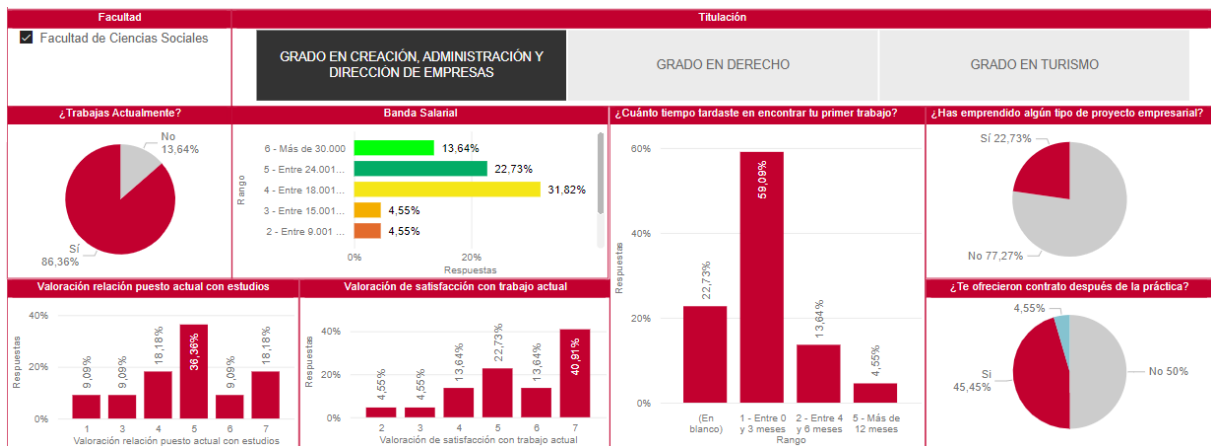 Facultad
Titulación
Facultad de Ciencias Sociales
GRADO EN CREACIÓN, ADMINISTRACIÓN Y
DIRECCIÓN DE EMPRESAS
GRADO EN DERECHO
GRADO EN TURISMO
¿Trabajas Actualmente?
No
13,64%
Sí
86,36%
Banda Salarial
Rango
6 - Más de 30.000
13,64%
5 - Entre 24.001...
22,73%
4 - Entre 18.001...
31,82%
3 - Entre 15.001...
4,55%
2 - Entre 9.001 ...
4,55%
0%
20%
Respuestas
¿Cuánto tiempo tardaste en encontrar tu primer trabajo?
Respuestas
60%
40%
20%
0%
22,73%
59,09%
13,64%
4,55%
(En
blanco)
1 - Entre 0
y 3 meses
2 - Entre 4
y 6 meses
5 - Más de
12 meses
Rango
¿Has emprendido algún tipo de proyecto empresarial?
Sí 22,73%
No 77,27%
Valoración relación puesto actual con estudios
Respuestas
40%
20%
0%
9,09%
9,09%
18,18%
36,36%
9,09%
18,18%
1
3
4
5
6
7
Valoración relación puesto actual con estudios
Valoración de satisfacción con trabajo actual
Respuestas
40%
20%
0%
4,55%
4,55%
13,64%
22,73%
13,64%
40,91%
2
3
4
5
6
7
Valoración de satisfacción con trabajo actual
¿Te ofrecieron contrato después de la práctica?
4,55%
Si
45,45%
No 50%